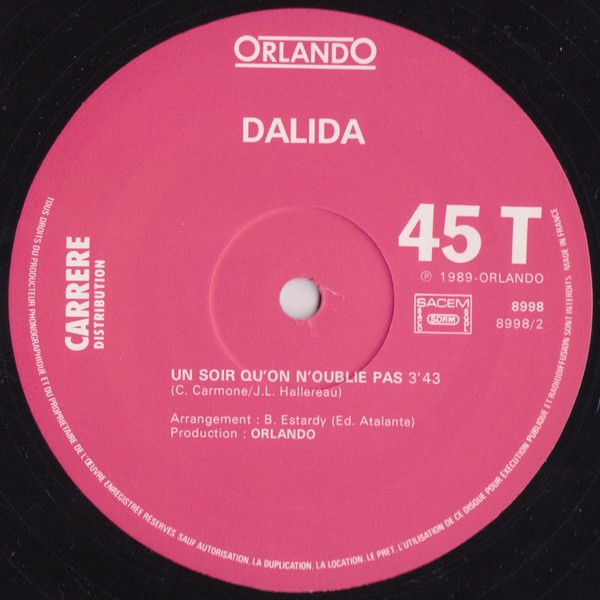 ORLANDO
DALIDA
45 T
℗ 1989-ORLANDO
SACEM
SACD
SDRM
SGDL
8998
8998/2
CARRERE
DISTRIBUTION
UN SOIR QU'ON N'OUBLIE PAS 3'43
(C. Carmone/J.L. Hallereau)
Arrangement : B. Estardy (Ed. Atalante)
Production : ORLANDO
TOUS DROITS DU PRODUCTEUR PHONOGRAPHIQUE ET DU PROPRIETAIRE DE L'ŒUVRE ENREGISTREE RESERVES. SAUF AUTORISATION, LA DUPLICATION, LA LOCATION, LE PRET, L'UTILISATION DE CE DISQUE POUR EXECUTION PUBLIQUE ET RADIODIFFUSION SONT INTERDITS. MADE IN FRANCE